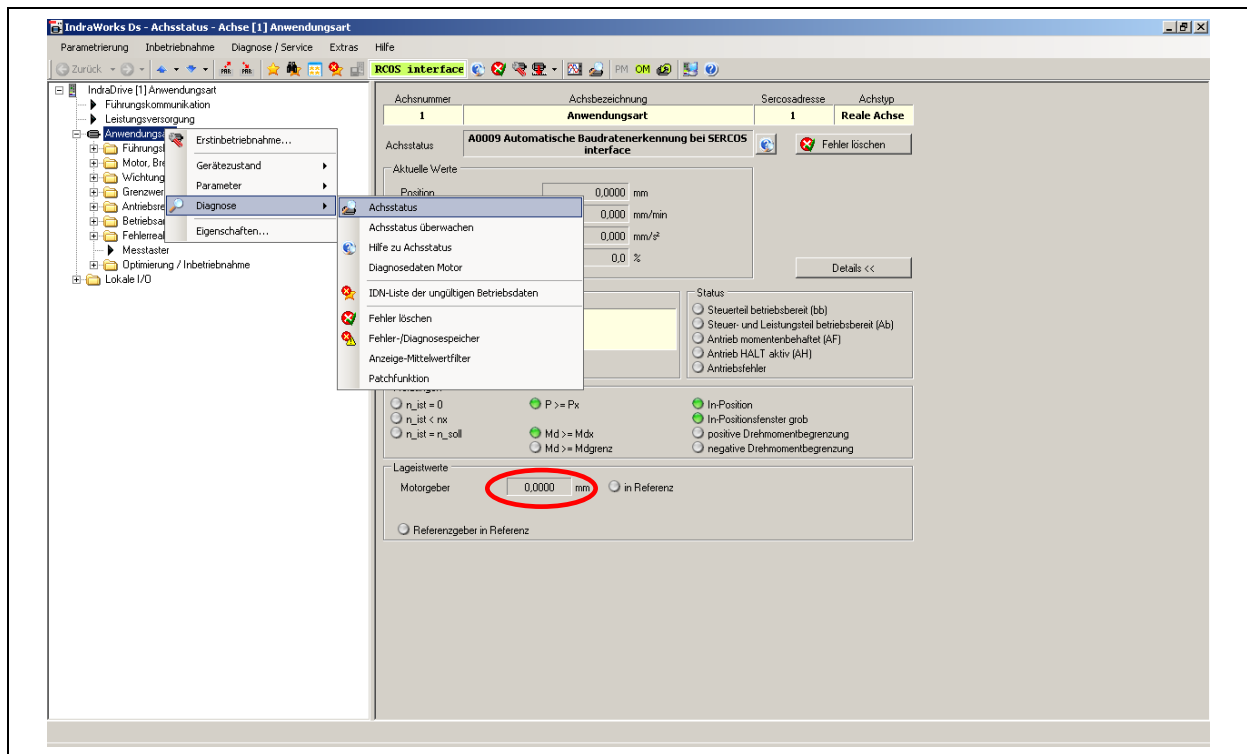 IndraWorks Ds - Achsstatus - Achse [1] Anwendungsart
Parametrierung Inbetriebnahme Diagnose / Service Extras Hilfe
Zurück RCOS interface PM OM
IndraDrive [1] Anwendungsart
Führungskommunikation
Leistungsversorgung
Anwendungsa
Führungsl
Motor, Bre
Wichtung
Grenzwer
Antriebsre
Betriebsar
Fehlerreal
Messtaster
Optimierung / Inbetriebnahme
Lokale I/O
Erstinbetriebnahme...
Gerätezustand
Parameter
Diagnose
Eigenschaften...
Achsstatus
Achsstatus überwachen
Hilfe zu Achsstatus
Diagnosedaten Motor
IDN-Liste der ungültigen Betriebsdaten
Fehler löschen
Fehler-/Diagnosespeicher
Anzeige-Mittelwertfilter
Patchfunktion
Achsnummer Achsbezeichnung Sercosadresse Achstyp
1 Anwendungsart 1 Reale Achse
Achsstatus A0009 Automatische Baudratenerkennung bei SERCOS
interface
Fehler löschen
Aktuelle Werte
Position 0,0000 mm
0,000 mm/min
0,000 mm/s²
0,0 %
Details <<
Status
Steuerteil betriebsbereit (bb)
Steuer- und Leistungsteil betriebsbereit (Ab)
Antrieb momentenbehaftet (AF)
Antrieb HALT aktiv (AH)
Antriebsfehler
n_ist = 0 P >= Px In-Position
n_ist < nx In-Positionsfenster grob
n_ist = n_soll Md >= Mdx positive Drehmomentbegrenzung
Md >= Mdgrenz negative Drehmomentbegrenzung
Lageistwerte
Motorgeber 0,0000 mm in Referenz
Referenzgeber in Referenz